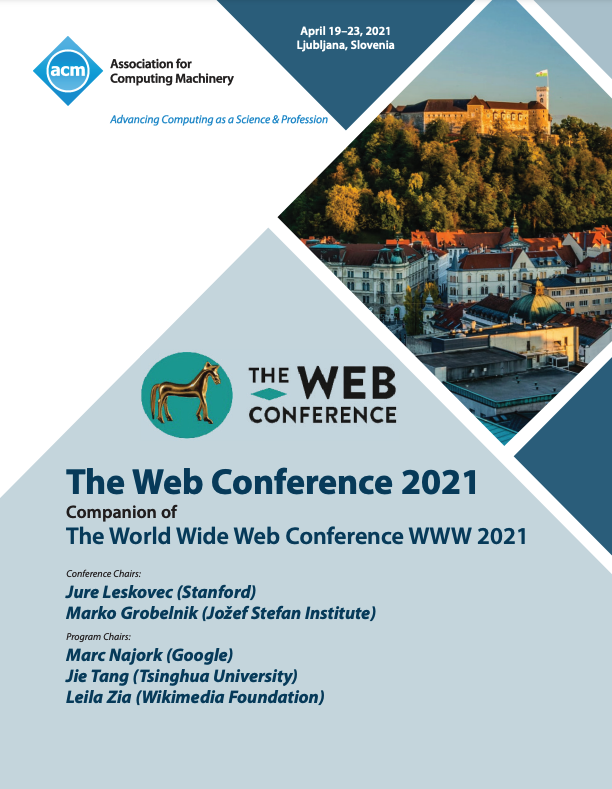 April 19–23, 2021
Ljubljana, Slovenia
acm
Association for
Computing Machinery
Advancing Computing as a Science & Profession
THE WEB
CONFERENCE
The Web Conference 2021
Companion of
The World Wide Web Conference WWW 2021
Conference Chairs:
Jure Leskovec (Stanford)
Marko Grobelnik (Jožef Stefan Institute)
Program Chairs:
Marc Najork (Google)
Jie Tang (Tsinghua University)
Leila Zia (Wikimedia Foundation)